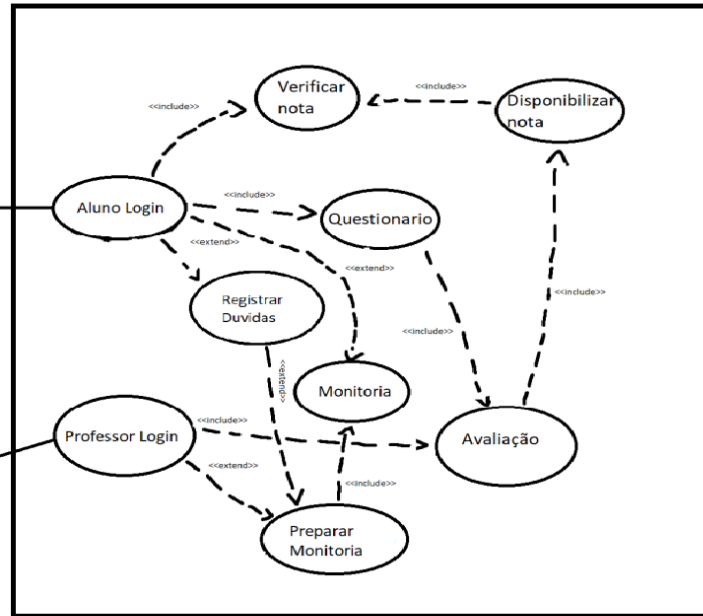 Verificar
nota
<<include>>
Disponibilizar
nota
<<include>>
Aluno Login
<<include>>
Questionario
<<extend>>
<<extend>>
<<include>>
Registrar
Duvidas
<<include>>
<<extend>>
Monitoria
Professor Login
<<include>>
Avaliação
<<extend>>
<<include>>
Preparar
Monitoria